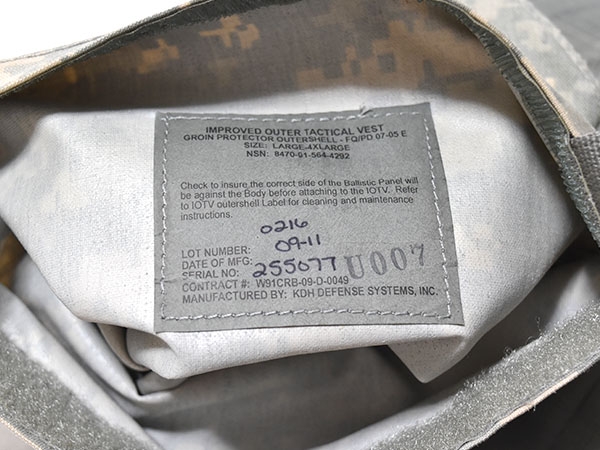 IMPROVED OUTER TACTICAL VEST
GROIN PROTECTOR OUTERSHELL - FQ/PD 07-05 E
SIZE: LARGE-4XLARGE
NSN: 8470-01-564-4292
Check to insure the correct side of the Ballistic Panel will
be against the Body before attaching to the IOTV. Refer
to IOTV outershell Label for cleaning and maintenance
instructions.
LOT NUMBER: 0216
DATE OF MFG: 09-11
SERIAL NO: 255077 U007
CONTRACT #: W91CRB-09-D-0049
MANUFACTURED BY: KDH DEFENSE SYSTEMS, INC.